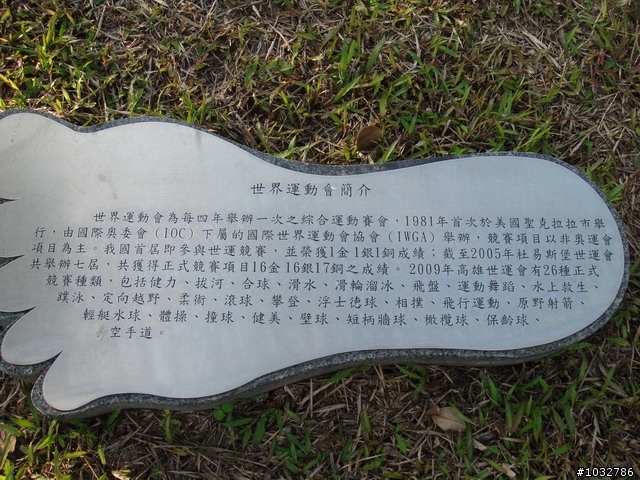 世界運動會簡介
世界運動會為每四年舉辦一次之綜合運動賽會，1981年首次於美國聖克拉拉市舉
行，由國際奧委會(IOC)下屬的國際世界運動會協會(IWGA)舉辦，競賽項目以非奧運會
項目為主。我國首屆即參與世運競賽，並榮獲1金1銀1銅成績；截至2005年杜易斯堡世運會
共舉辦七屆，共獲得正式競賽項目16金16銀17銅之成績。2009年高雄世運會有26種正式
競賽種類，包括健力、拔河、合球、滑水、滑輪溜冰、飛盤、運動舞蹈、水上救生、
蹼泳、定向越野、柔術、滾球、攀登、浮士德球、相撲、飛行運動、原野射箭、
輕艇水球、體操、撞球、健美、壁球、短柄牆球、橄欖球、保齡球、
空手道。
#1032786